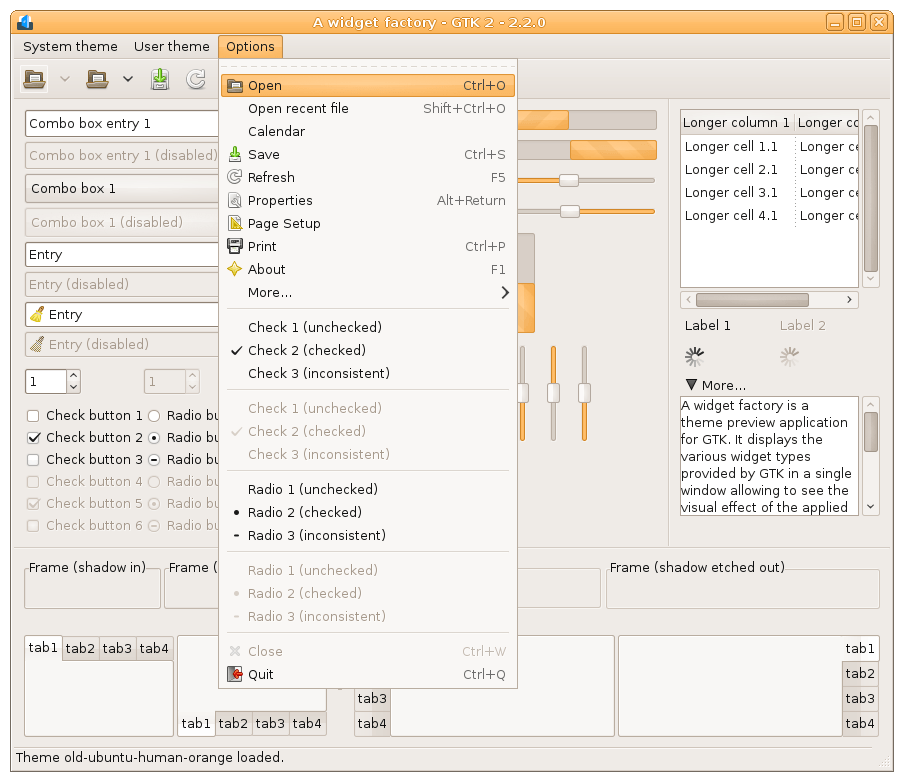 A widget factory - GTK 2 - 2.2.0
System theme User theme Options
Open Ctrl+O
Open recent file Shift+Ctrl+O
Calendar
Save Ctrl+S
Refresh F5
Properties Alt+Return
Page Setup
Print Ctrl+P
About F1
More...
Check 1 (unchecked)
Check 2 (checked)
Check 3 (inconsistent)
Check 1 (unchecked)
Check 2 (checked)
Check 3 (inconsistent)
Radio 1 (unchecked)
Radio 2 (checked)
Radio 3 (inconsistent)
Radio 1 (unchecked)
Radio 2 (checked)
Radio 3 (inconsistent)
Close Ctrl+W
Quit Ctrl+Q
Combo box entry 1
Combo box entry 1 (disabled)
Combo box 1
Combo box 1 (disabled)
Entry
Entry (disabled)
Entry
Entry (disabled)
1 1
Check button 1 Radio bu
Check button 2 Radio bu
Check button 3 Radio bu
Check button 4 Radio bu
Check button 5 Radio bu
Check button 6 Radio bu
Longer column 1 Longer co
Longer cell 1.1 Longer ce
Longer cell 2.1 Longer ce
Longer cell 3.1 Longer ce
Longer cell 4.1 Longer ce
Label 1 Label 2
More...
A widget factory is a
theme preview application
for GTK. It displays the
various widget types
provided by GTK in a single
window allowing to see the
visual effect of the applied
Frame (shadow in) Frame ( Frame (shadow etched out)
tab1 tab2 tab3 tab4
tab1 tab2 tab3 tab4
tab3
tab4
tab1
tab2
tab3
tab4
Theme old-ubuntu-human-orange loaded.